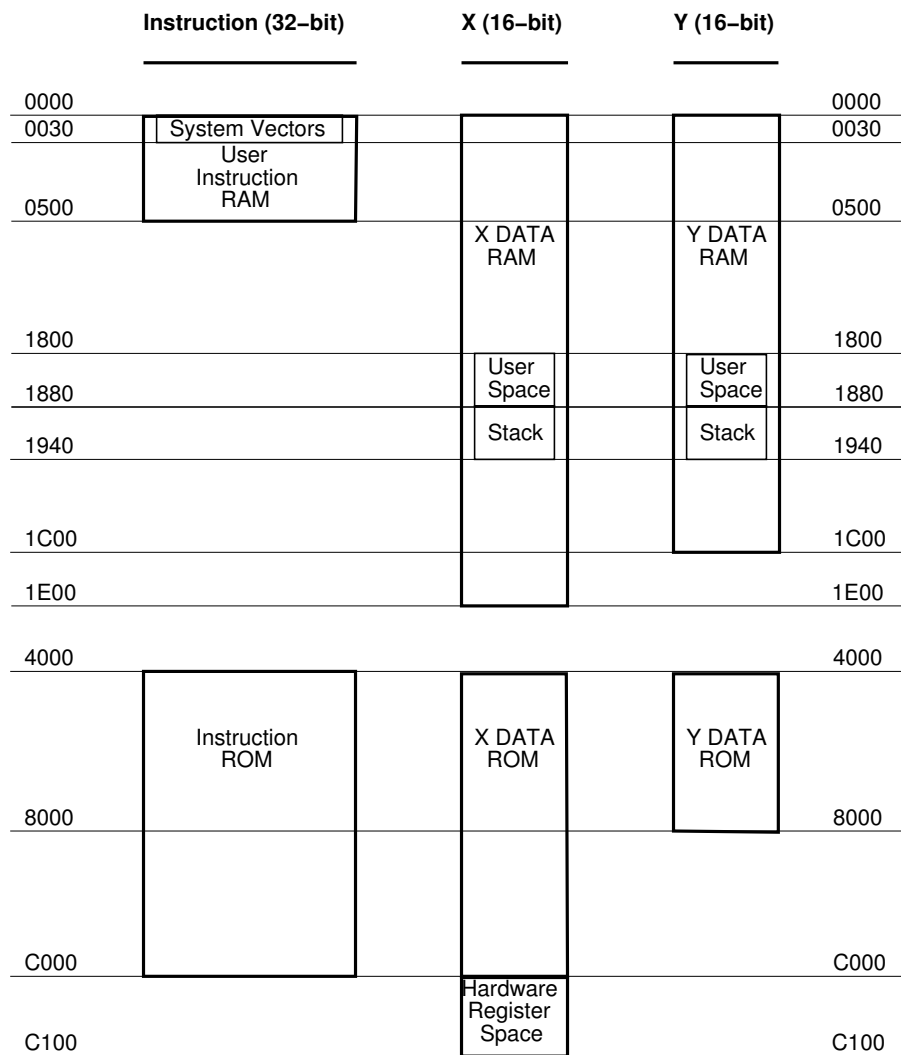 Instruction (32−bit) X (16−bit) Y (16−bit)
0000 0000
0030 System Vectors 0030
User
Instruction
RAM
0500 0500
X DATA Y DATA
RAM RAM
1800 1800
User User
Space Space
1880 1880
Stack Stack
1940 1940
1C00 1C00
1E00 1E00
4000 4000
Instruction X DATA Y DATA
ROM ROM ROM
8000 8000
C000 C000
Hardware
Register
Space
C100 C100